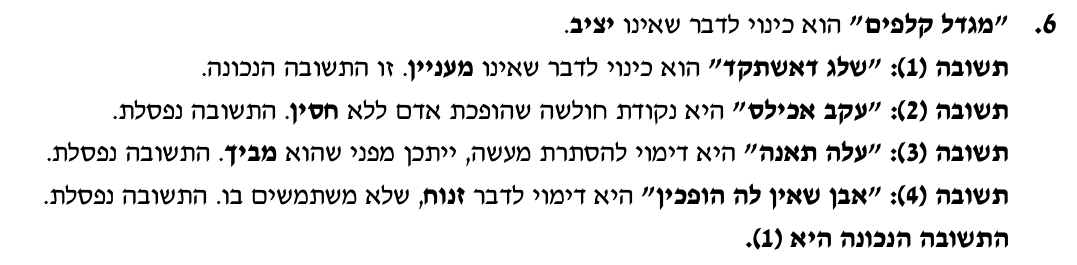 6. "מגדל קלפים" הוא כינוי לדבר שאינו יציב.
תשובה (1): "שלג דאשתקד" הוא כינוי לדבר שאינו מעניין. זו התשובה הנכונה.
תשובה (2): "עקב אכילס" היא נקודת חולשה שהופכת אדם ללא חסין. התשובה נפסלת.
תשובה (3): "עלה תאנה" היא דימוי להסתרת מעשה, ייתכן מפני שהוא מביך. התשובה נפסלת.
תשובה (4): "אבן שאין לה הופכין" היא דימוי לדבר זנוח, שלא משתמשים בו. התשובה נפסלת.
התשובה הנכונה היא (1).